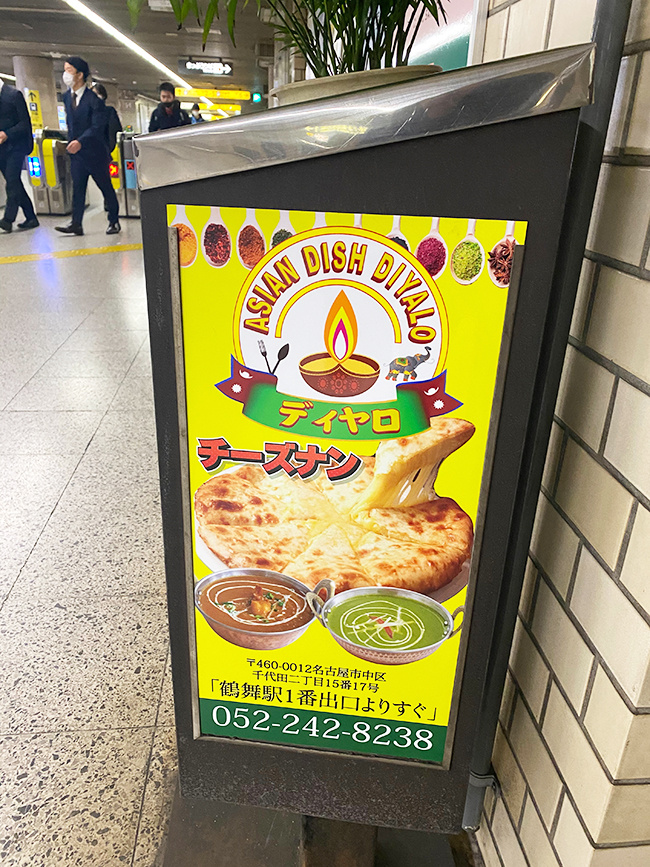 ASIAN DISH DIYALO
ディヤロ
チーズナン
〒460-0012名古屋市中区
千代田二丁目15番17号
「鶴舞駅1番出口よりすぐ」
052-242-8238